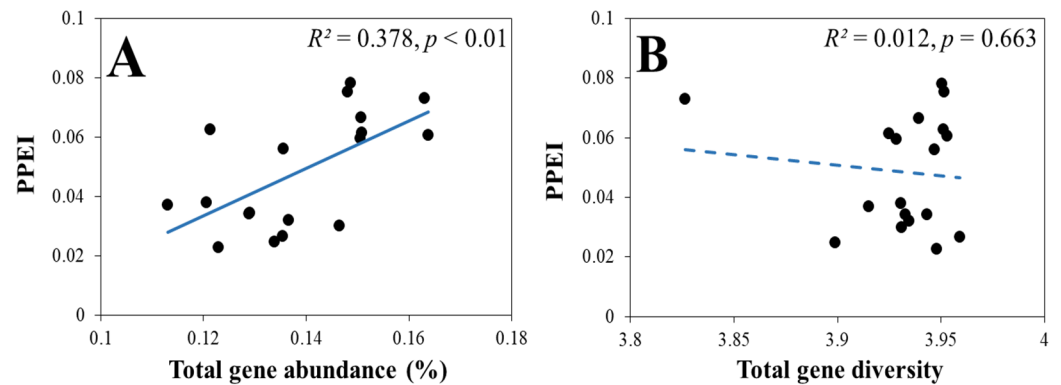 A
R² = 0.378, p < 0.01
PPEI
0.1
0.08
0.06
0.04
0.02
0
0.1 0.12 0.14 0.16 0.18
Total gene abundance (%)
B
R² = 0.012, p = 0.663
PPEI
0.1
0.08
0.06
0.04
0.02
0
3.8 3.85 3.9 3.95 4
Total gene diversity